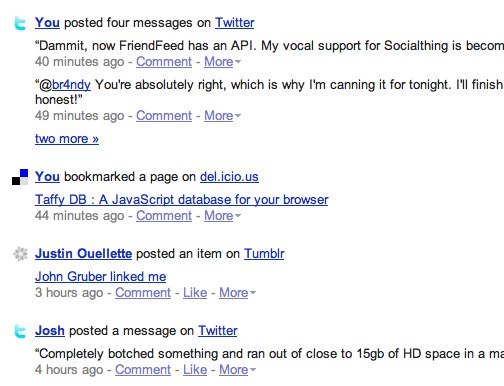 You posted four messages on Twitter
“Dammit, now FriendFeed has an API. My vocal support for Socialthing is becom
40 minutes ago - Comment - More
“@br4ndy You're absolutely right, which is why I'm canning it for tonight. I'll finish
honest!”
49 minutes ago - Comment - More
two more »
You bookmarked a page on del.icio.us
Taffy DB : A JavaScript database for your browser
44 minutes ago - Comment - More
Justin Ouellette posted an item on Tumblr
John Gruber linked me
3 hours ago - Comment - Like - More
Josh posted a message on Twitter
“Completely botched something and ran out of close to 15gb of HD space in a ma
4 hours ago - Comment - Like - More